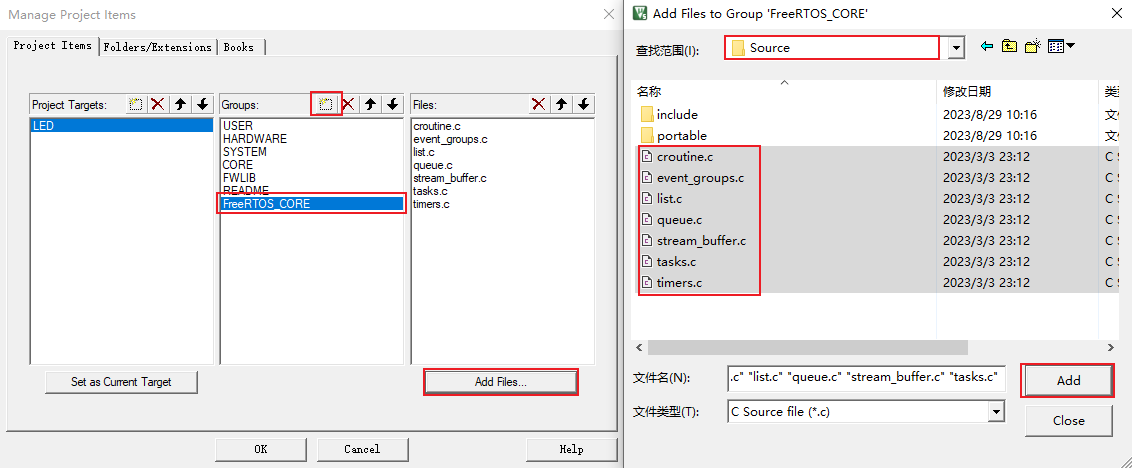 Manage Project Items
Project Items
Folders/Extensions
Books
Project Targets:
LED
Set as Current Target
Groups:
USER
HARDWARE
SYSTEM
CORE
FWLIB
README
FreeRTOS_CORE
Files:
croutine.c
event_groups.c
list.c
queue.c
stream_buffer.c
tasks.c
timers.c
Add Files...
OK
Cancel
Help
Add Files to Group 'FreeRTOS_CORE'
查找范围(I):
Source
名称 修改日期
include 2023/8/29 10:16 文
portable 2023/8/29 10:16 文
croutine.c 2023/3/3 23:12 C
event_groups.c 2023/3/3 23:12 C
list.c 2023/3/3 23:12 C
queue.c 2023/3/3 23:12 C
stream_buffer.c 2023/3/3 23:12 C
tasks.c 2023/3/3 23:12 C
timers.c 2023/3/3 23:12 C
文件名(N): .c" "list.c" "queue.c" "stream_buffer.c" "tasks.c"
Add
文件类型(T): C Source file (*.c)
Close